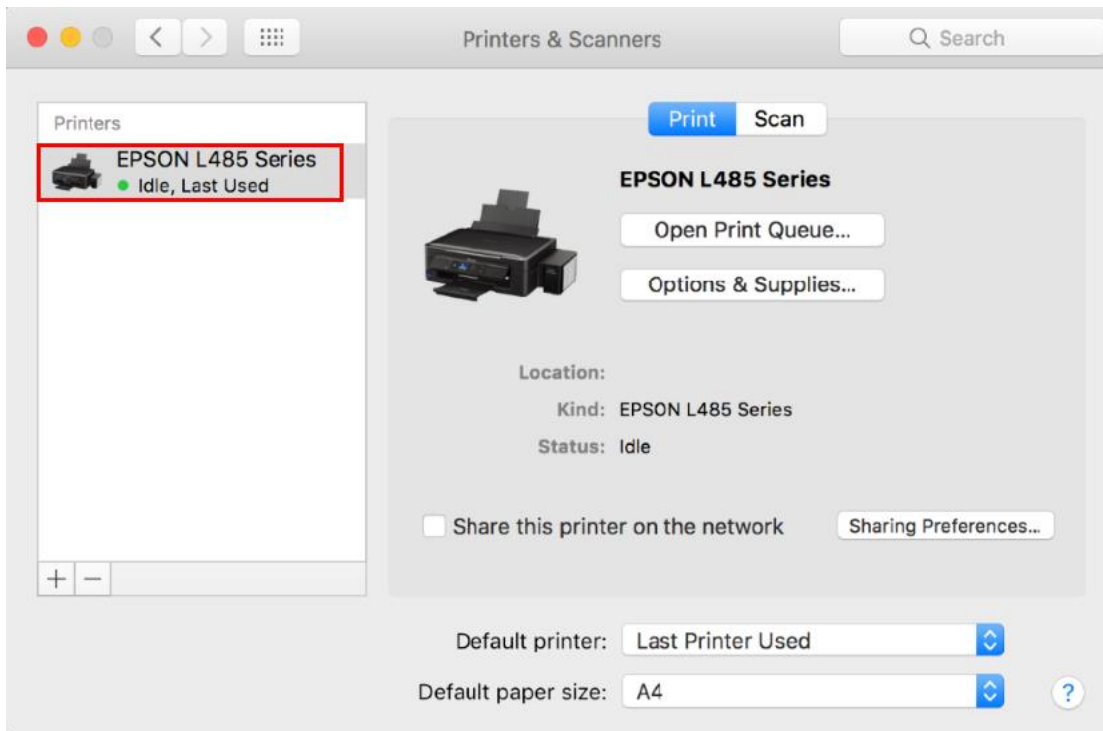 Printers & Scanners
Search
Printers
EPSON L485 Series
Idle, Last Used
Print
Scan
EPSON L485 Series
Open Print Queue...
Options & Supplies...
Location:
Kind: EPSON L485 Series
Status: Idle
Share this printer on the network
Sharing Preferences...
+ −
Default printer: Last Printer Used
Default paper size: A4
?